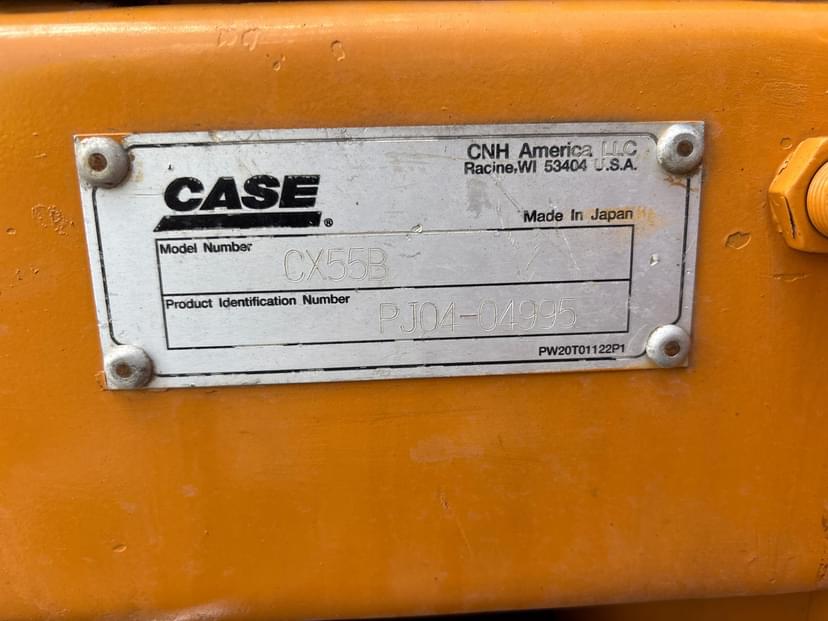 CNH America LLC
Racine, WI 53404 U.S.A.
CASE®
Made In Japan
Model Number CX55B
Product Identification Number PJ04-04995
PW20T01122P1